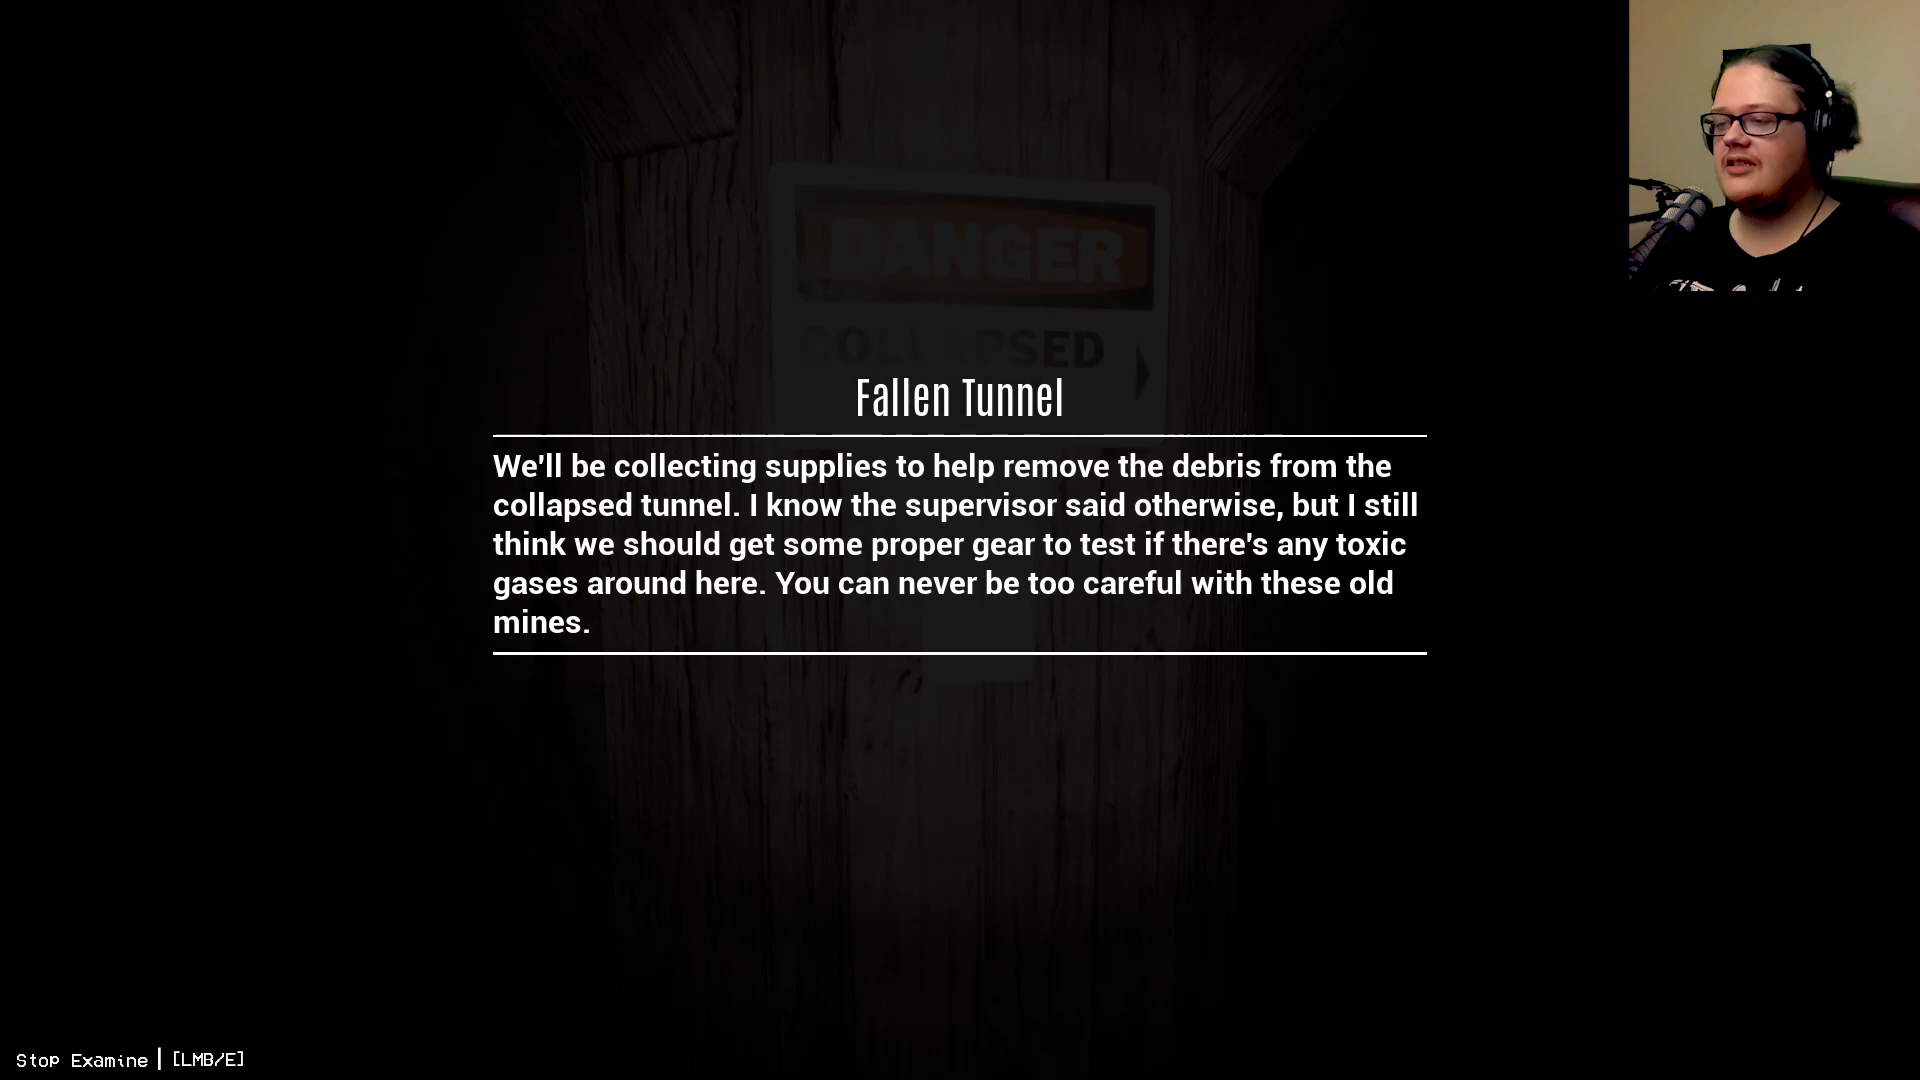 DANGER
COLLAPSED
Fallen Tunnel
We'll be collecting supplies to help remove the debris from the
collapsed tunnel. I know the supervisor said otherwise, but I still
think we should get some proper gear to test if there's any toxic
gases around here. You can never be too careful with these old
mines.
Stop Examine | [LMB/E]